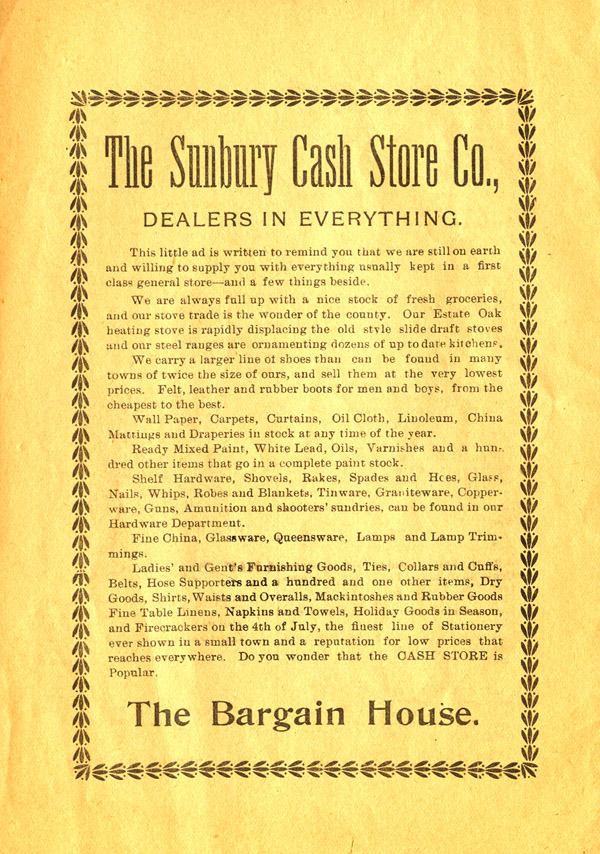 The Sunbury Cash Store Co.,
DEALERS IN EVERYTHING.
This little ad is written to remind you that we are still on earth
and willing to supply you with everything usually kept in a first
class general store—and a few things beside.
We are always full up with a nice stock of fresh groceries,
and our stove trade is the wonder of the county. Our Estate Oak
heating stove is rapidly displacing the old style slide draft stoves
and our steel ranges are ornamenting dozens of up to date kitchens.
We carry a larger line of shoes than can be found in many
towns of twice the size of ours, and sell them at the very lowest
prices. Felt, leather and rubber boots for men and boys, from the
cheapest to the best.
Wall Paper, Carpets, Curtains, Oil Cloth, Linoleum, China
Mattings and Draperies in stock at any time of the year.
Ready Mixed Paint, White Lead, Oils, Varnishes and a hun-
dred other items that go in a complete paint stock.
Shelf Hardware, Shovels, Rakes, Spades and Hoes, Glass,
Nails, Whips, Robes and Blankets, Tinware, Graniteware, Copper-
ware, Guns, Amunition and shooters' sundries, can be found in our
Hardware Department.
Fine China, Glassware, Queensware, Lamps and Lamp Trim-
mings.
Ladies' and Gent's Furnishing Goods, Ties, Collars and Cuffs,
Belts, Hose Supporters and a hundred and one other items, Dry
Goods, Shirts, Waists and Overalls, Mackintoshes and Rubber Goods
Fine Table Linens, Napkins and Towels, Holiday Goods in Season,
and Firecrackers on the 4th of July, the finest line of Stationery
ever shown in a small town and a reputation for low prices that
reaches everywhere. Do you wonder that the CASH STORE is
Popular.
The Bargain House.